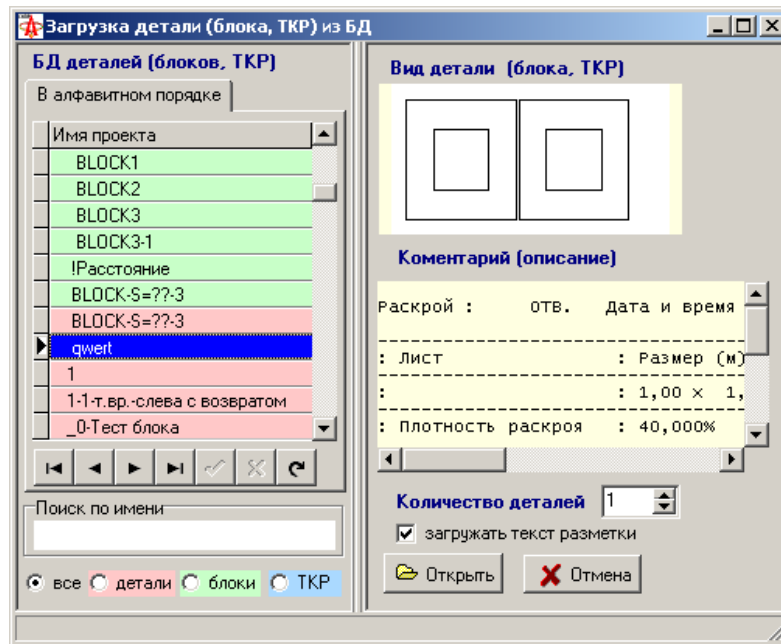 Загрузка детали (блока, ТКР) из БД
БД деталей (блоков, ТКР)
В алфавитном порядке
Имя проекта
BLOCK1
BLOCK2
BLOCK3
BLOCK3-1
!Расстояние
BLOCK-S=??-3
BLOCK-S=??-3
qwert
1
1-1-т.вр.-слева с возвратом
_0-Тест блока
Поиск по имени
все детали блоки ТКР
Вид детали (блока, ТКР)
Коментарий (описание)
Раскрой : ОТВ. Дата и время
: Лист : Размер (м)
: : 1,00 × 1,
: Плотность раскроя : 40,000%
Количество деталей 1
загружать текст разметки
Открыть Отмена